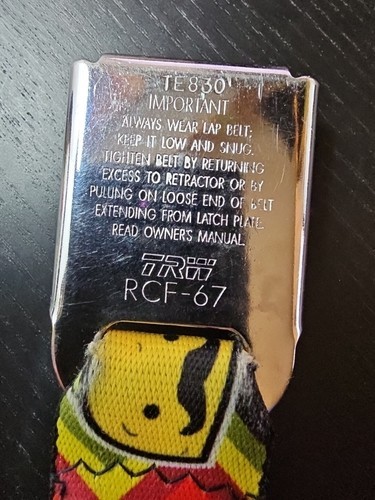 TE830
IMPORTANT
ALWAYS WEAR LAP BELT;
KEEP IT LOW AND SNUG.
TIGHTEN BELT BY RETURNING
EXCESS TO RETRACTOR OR BY
PULLING ON LOOSE END OF BELT
EXTENDING FROM LATCH PLATE.
READ OWNER'S MANUAL.
TRW
RCF-67